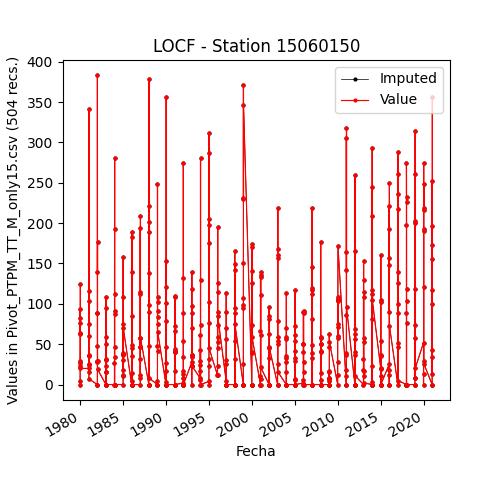 LOCF - Station 15060150
Values in Pivot_PTPM_TT_M_only15.csv (504 recs.)
400
350
300
250
200
150
100
50
0
Imputed
Value
1980 1985 1990 1995 2000 2005 2010 2015 2020
Fecha